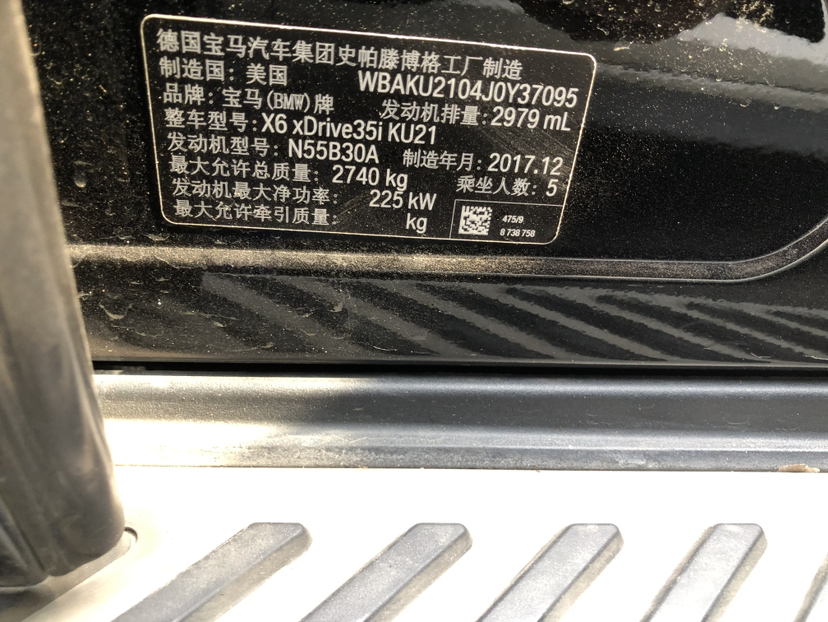 德国宝马汽车集团史帕滕博格工厂制造
制造国: 美国 WBAKU2104J0Y37095
品牌: 宝马(BMW)牌 发动机排量: 2979 mL
整车型号: X6 xDrive35i KU21
发动机型号: N55B30A 制造年月: 2017.12
最大允许总质量: 2740 kg 乘坐人数: 5
发动机最大净功率: 225 kW
最大允许牵引质量: kg
475/9
8 738 758